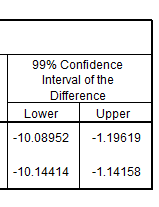 99% Confidence
Interval of the
Difference
Lower Upper
-10.08952 -1.19619
-10.14414 -1.14158